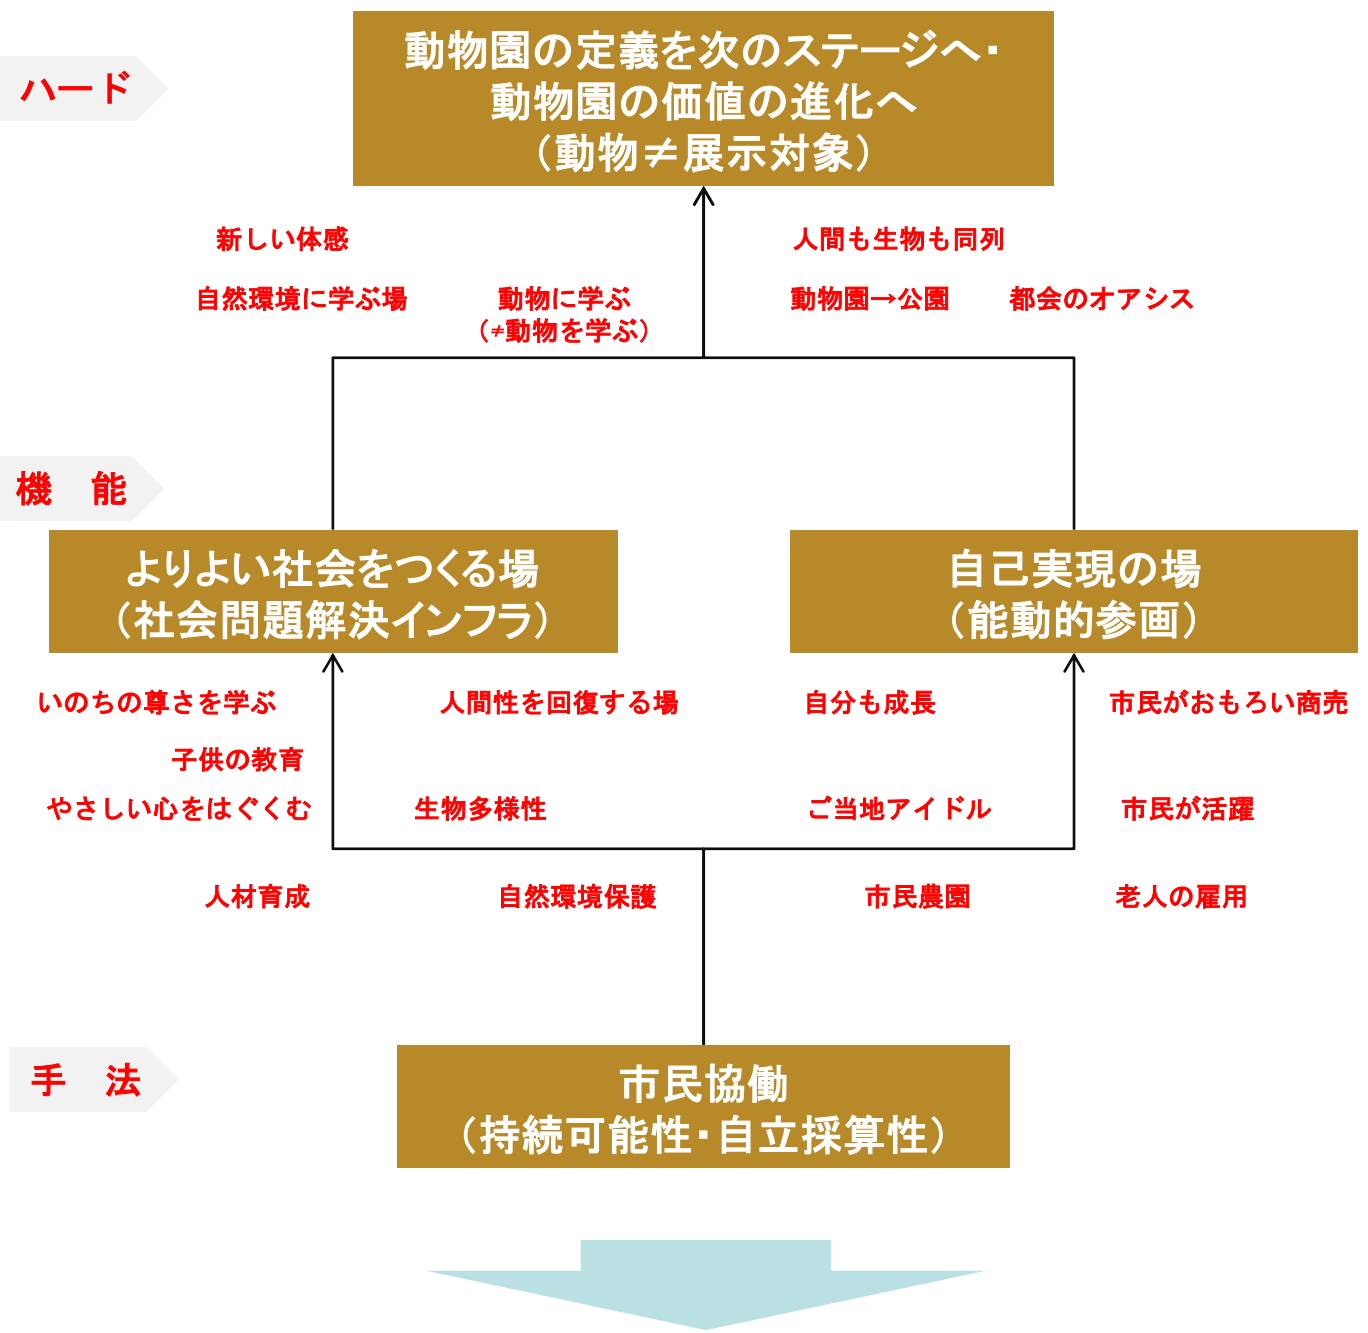 動物園の定義を次のステージへ・
動物園の価値の進化へ
（動物≠展示対象）
ハード
新しい体感
人間も生物も同列
自然環境に学ぶ場
動物に学ぶ
（≠動物を学ぶ）
動物園→公園
都会のオアシス
機　能
よりよい社会をつくる場
（社会問題解決インフラ）
自己実現の場
（能動的参画）
いのちの尊さを学ぶ
人間性を回復する場
自分も成長
市民がおもろい商売
子供の教育
やさしい心をはぐくむ
生物多様性
ご当地アイドル
市民が活躍
人材育成
自然環境保護
市民農園
老人の雇用
手　法
市民協働
（持続可能性・自立採算性）